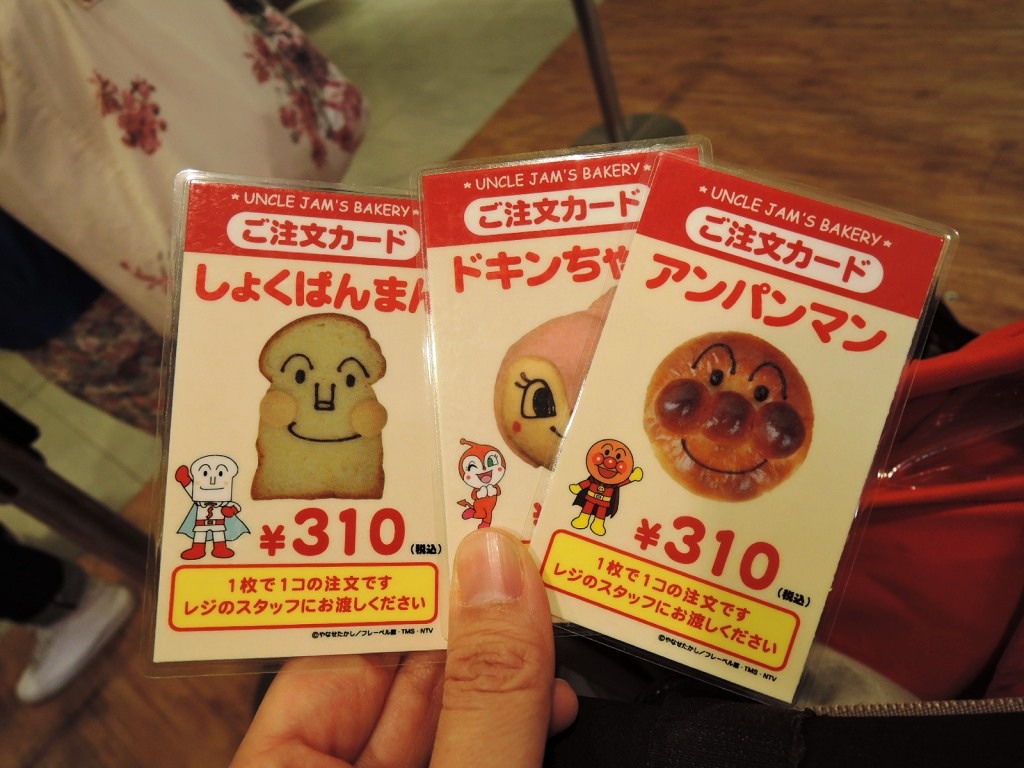 ★ UNCLE JAM'S BAKERY ★
ご注文カード
しょくぱんまん
¥310(税込)
1枚で1コの注文です
レジのスタッフにお渡しください
©やなせたかし/フレーベル館・TMS・NTV
★ UNCLE JAM'S BAKERY
ご注文カード
ドキンちゃ
★ UNCLE JAM'S BAKERY ★
ご注文カード
アンパンマン
¥310(税込)
1枚で1コの注文です
レジのスタッフにお渡しください
©やなせたかし/フレーベル館・TMS・NTV